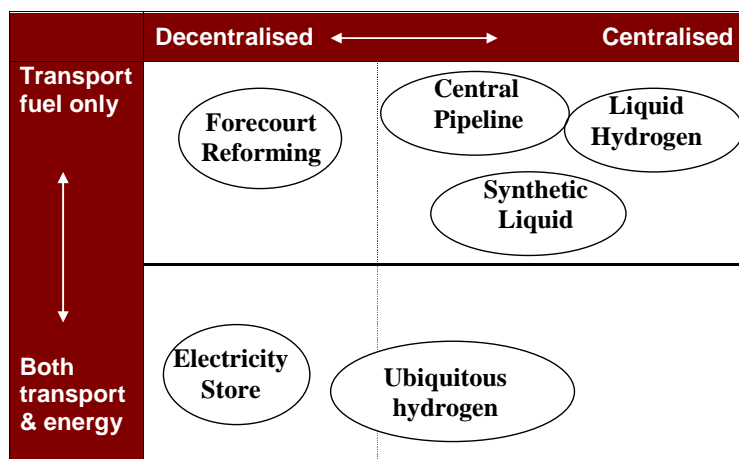 Decentralised
Centralised
Transport
fuel only
Forecourt
Reforming
Central
Pipeline
Liquid
Hydrogen
Synthetic
Liquid
Both
transport
& energy
Electricity
Store
Ubiquitous
hydrogen